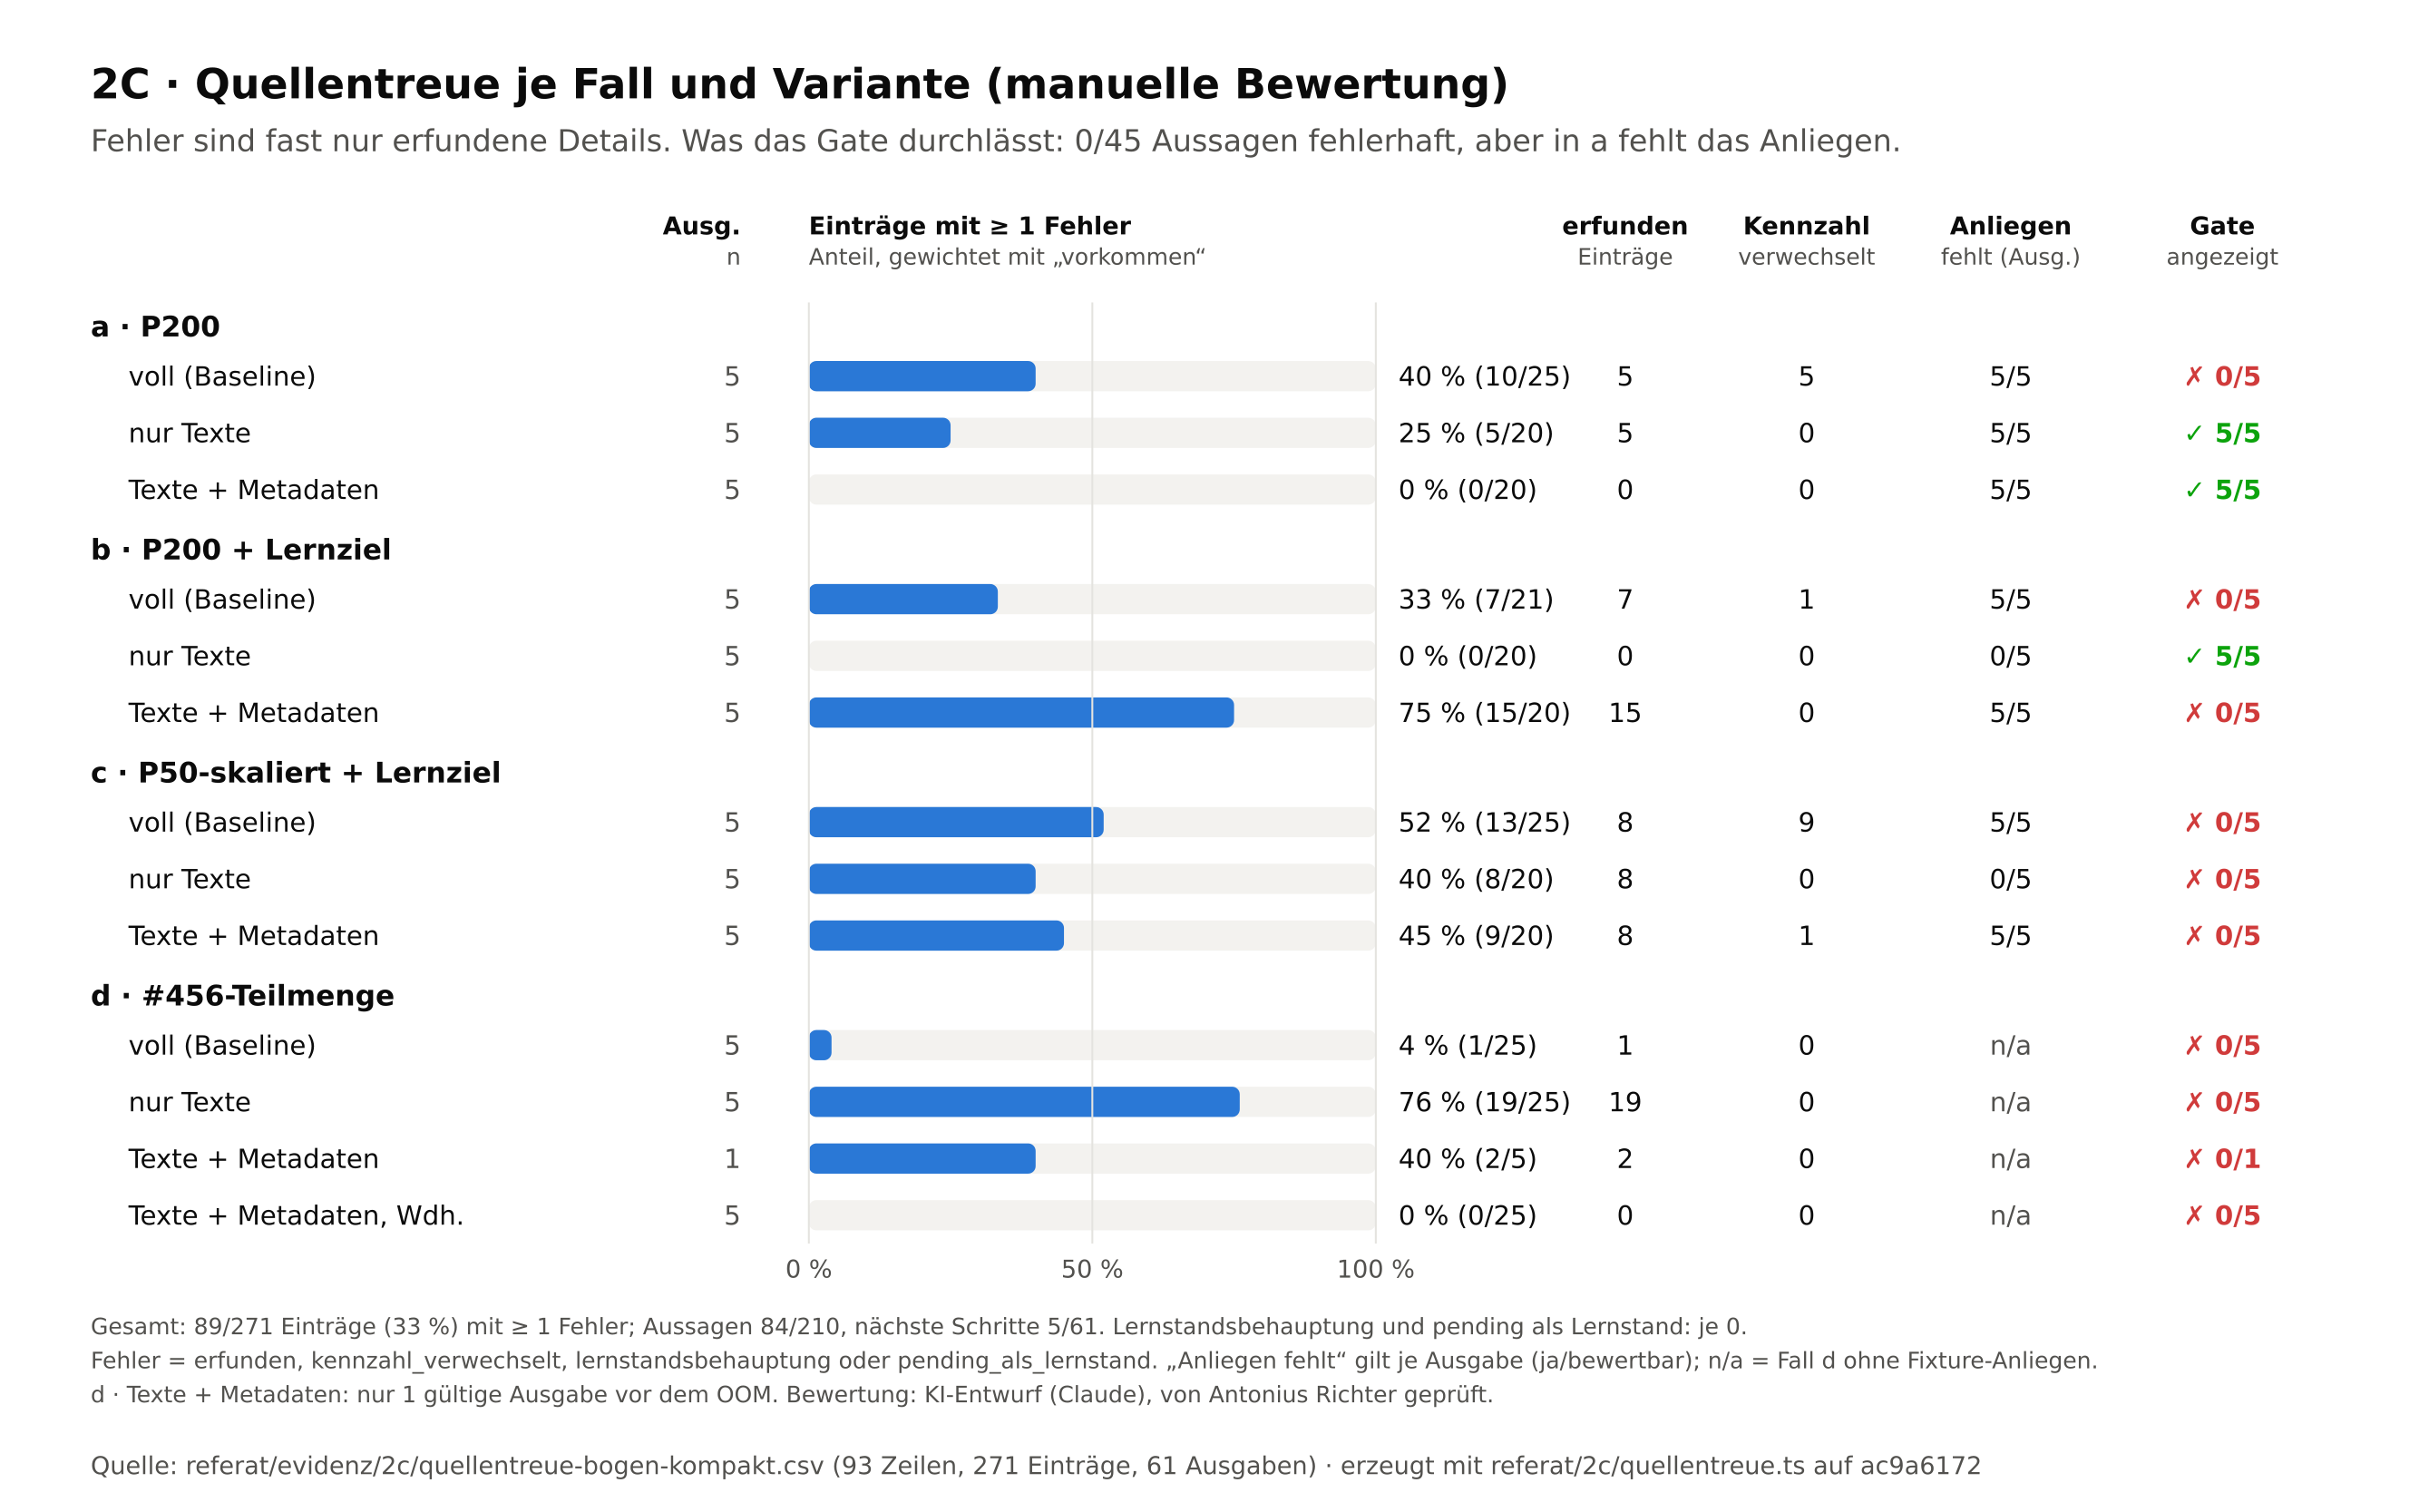 2C · Quellentreue je Fall und Variante (manuelle Bewertung)
Fehler sind fast nur erfundene Details. Was das Gate durchlässt: 0/45 Aussagen fehlerhaft, aber in a fehlt das Anliegen.
Ausg. Einträge mit ≥ 1 Fehler erfunden Kennzahl Anliegen Gate
n Anteil, gewichtet mit „vorkommen“ Einträge verwechselt fehlt (Ausg.) angezeigt
a · P200
voll (Baseline) 5 40 % (10/25) 5 5 5/5 ✗ 0/5
nur Texte 5 25 % (5/20) 5 0 5/5 ✓ 5/5
Texte + Metadaten 5 0 % (0/20) 0 0 5/5 ✓ 5/5
b · P200 + Lernziel
voll (Baseline) 5 33 % (7/21) 7 1 5/5 ✗ 0/5
nur Texte 5 0 % (0/20) 0 0 0/5 ✓ 5/5
Texte + Metadaten 5 75 % (15/20) 15 0 5/5 ✗ 0/5
c · P50-skaliert + Lernziel
voll (Baseline) 5 52 % (13/25) 8 9 5/5 ✗ 0/5
nur Texte 5 40 % (8/20) 8 0 0/5 ✗ 0/5
Texte + Metadaten 5 45 % (9/20) 8 1 5/5 ✗ 0/5
d · #456-Teilmenge
voll (Baseline) 5 4 % (1/25) 1 0 n/a ✗ 0/5
nur Texte 5 76 % (19/25) 19 0 n/a ✗ 0/5
Texte + Metadaten 1 40 % (2/5) 2 0 n/a ✗ 0/1
Texte + Metadaten, Wdh. 5 0 % (0/25) 0 0 n/a ✗ 0/5
0 % 50 % 100 %
Gesamt: 89/271 Einträge (33 %) mit ≥ 1 Fehler; Aussagen 84/210, nächste Schritte 5/61. Lernstandsbehauptung und pending als Lernstand: je 0.
Fehler = erfunden, kennzahl_verwechselt, lernstandsbehauptung oder pending_als_lernstand. „Anliegen fehlt“ gilt je Ausgabe (ja/bewertbar); n/a = Fall d ohne Fixture-Anliegen.
d · Texte + Metadaten: nur 1 gültige Ausgabe vor dem OOM. Bewertung: KI-Entwurf (Claude), von Antonius Richter geprüft.
Quelle: referat/evidenz/2c/quellentreue-bogen-kompakt.csv (93 Zeilen, 271 Einträge, 61 Ausgaben) · erzeugt mit referat/2c/quellentreue.ts auf ac9a6172